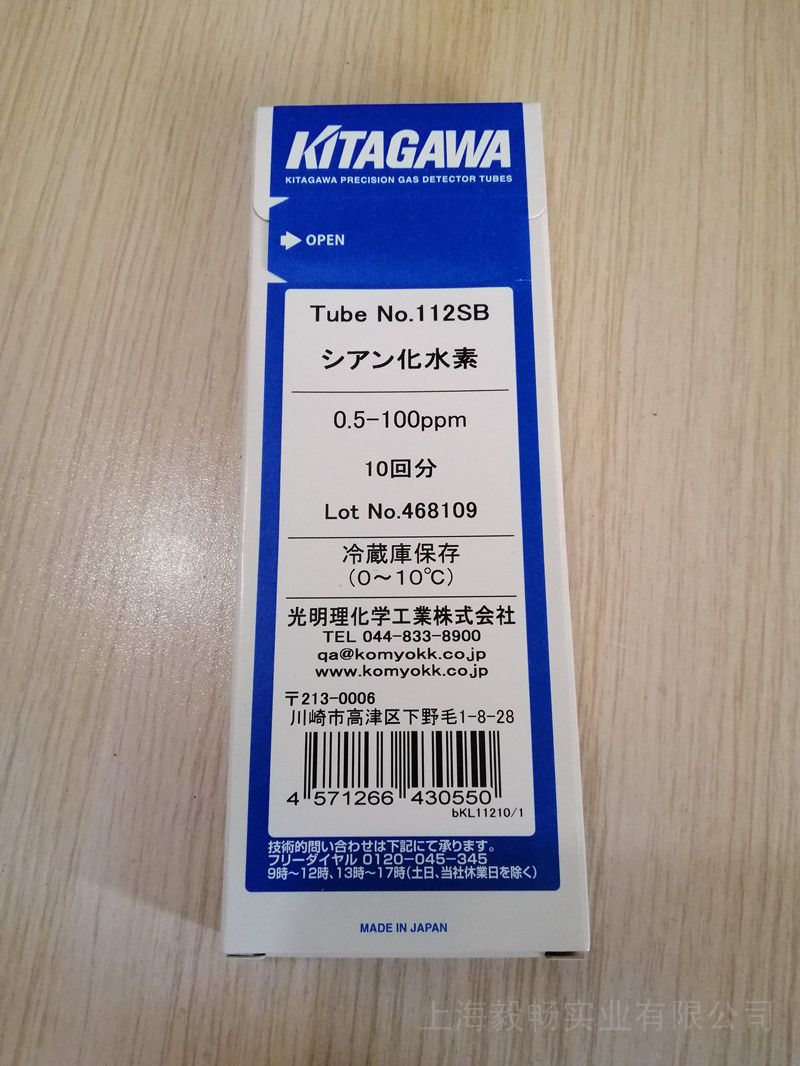 KITAGAWA
KITAGAWA PRECISION GAS DETECTOR TUBES
OPEN
Tube No.112SB
シアン化水素
0.5-100ppm
10回分
Lot No.468109
冷蔵庫保存
(0～10℃)
光明理化学工業株式会社
TEL 044-833-8900
qa@komyokk.co.jp
www.komyokk.co.jp
〒213-0006
川崎市高津区下野毛1-8-28
4 571266 430550
bKL11210/1
技術的問い合わせは下記にて承ります。
フリーダイヤル 0120-045-345
9時～12時、13時～17時(土日、当社休業日を除く)
MADE IN JAPAN
上海毅畅实业有限公司